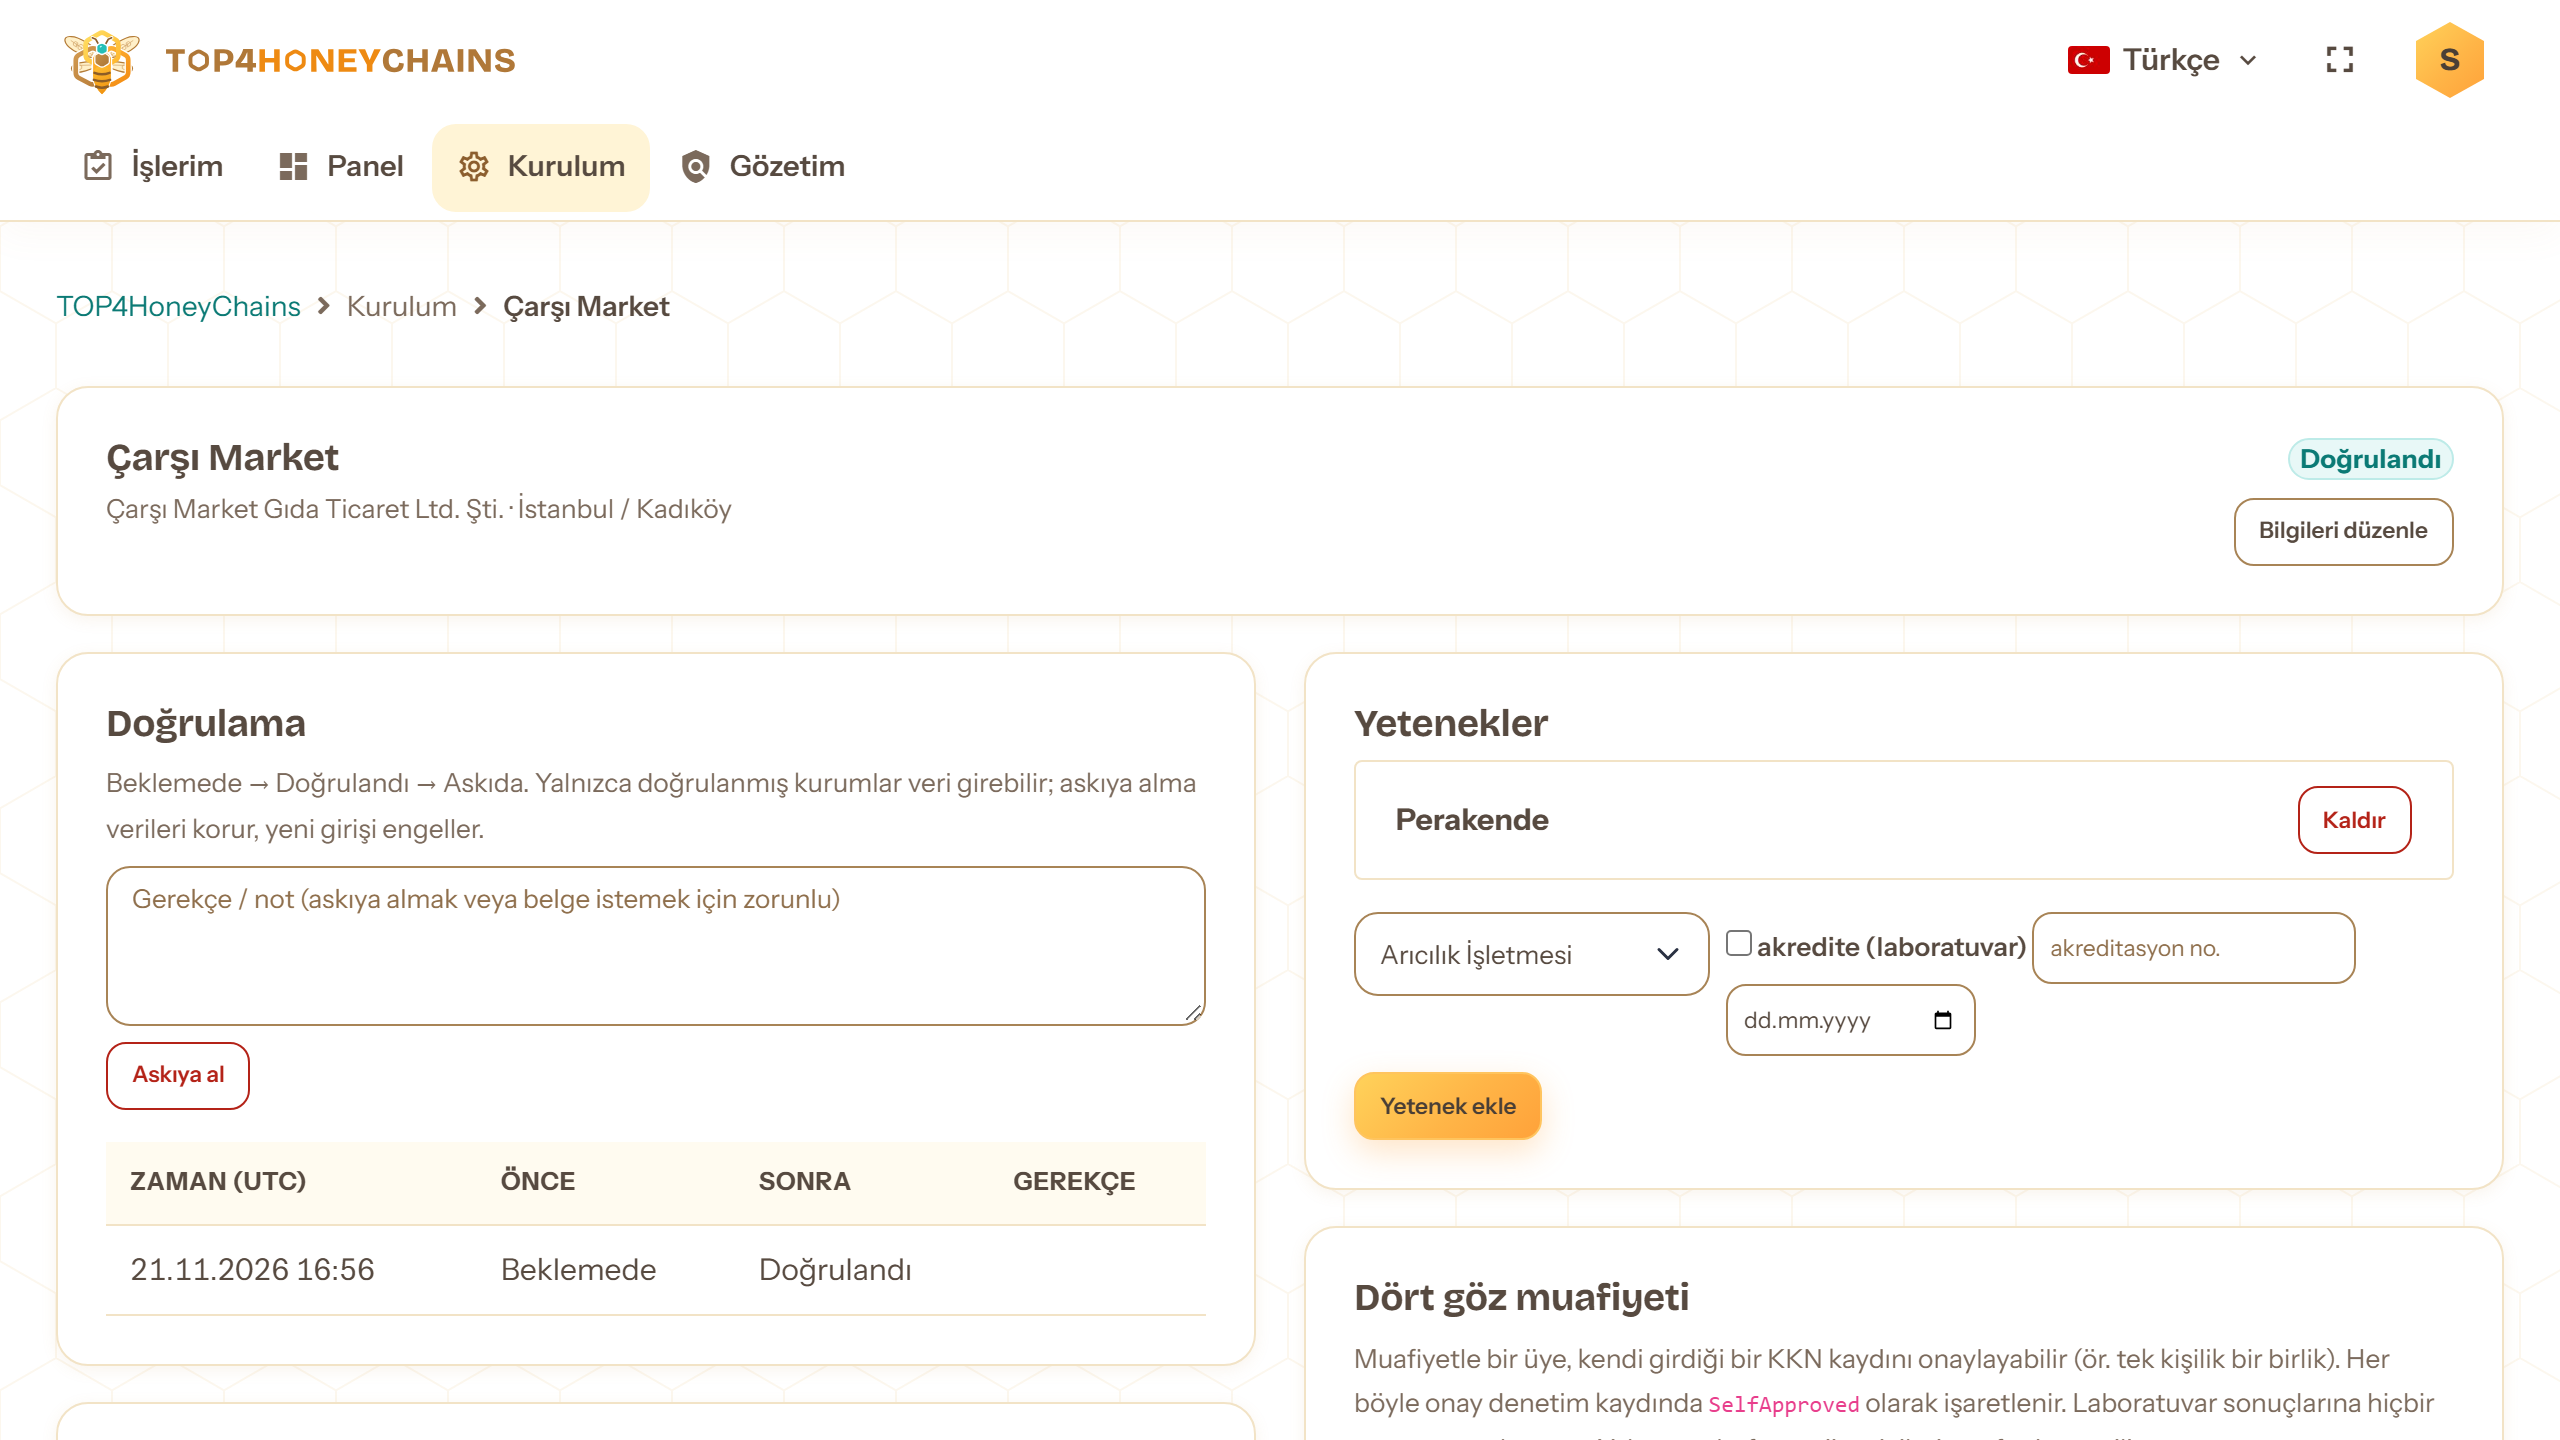 TOP4HONEYCHAINS
Türkçe
S
İşlerim
Panel
Kurulum
Gözetim
TOP4HoneyChains > Kurulum > Çarşı Market
Çarşı Market
Çarşı Market Gıda Ticaret Ltd. Şti. · İstanbul / Kadıköy
Doğrulandı
Bilgileri düzenle
Doğrulama
Beklemede → Doğrulandı → Askıda. Yalnızca doğrulanmış kurumlar veri girebilir; askıya alma
verileri korur, yeni girişi engeller.
Gerekçe / not (askıya almak veya belge istemek için zorunlu)
Askıya al
ZAMAN (UTC) ÖNCE SONRA GEREKÇE
21.11.2026 16:56 Beklemede Doğrulandı
Yetenekler
Perakende
Kaldır
Arıcılık İşletmesi
akredite (laboratuvar)
akreditasyon no.
dd.mm.yyyy
Yetenek ekle
Dört göz muafiyeti
Muafiyetle bir üye, kendi girdiği bir KKN kaydını onaylayabilir (ör. tek kişilik bir birlik). Her
böyle onay denetim kaydında SelfApproved olarak işaretlenir. Laboratuvar sonuçlarına hiçbir